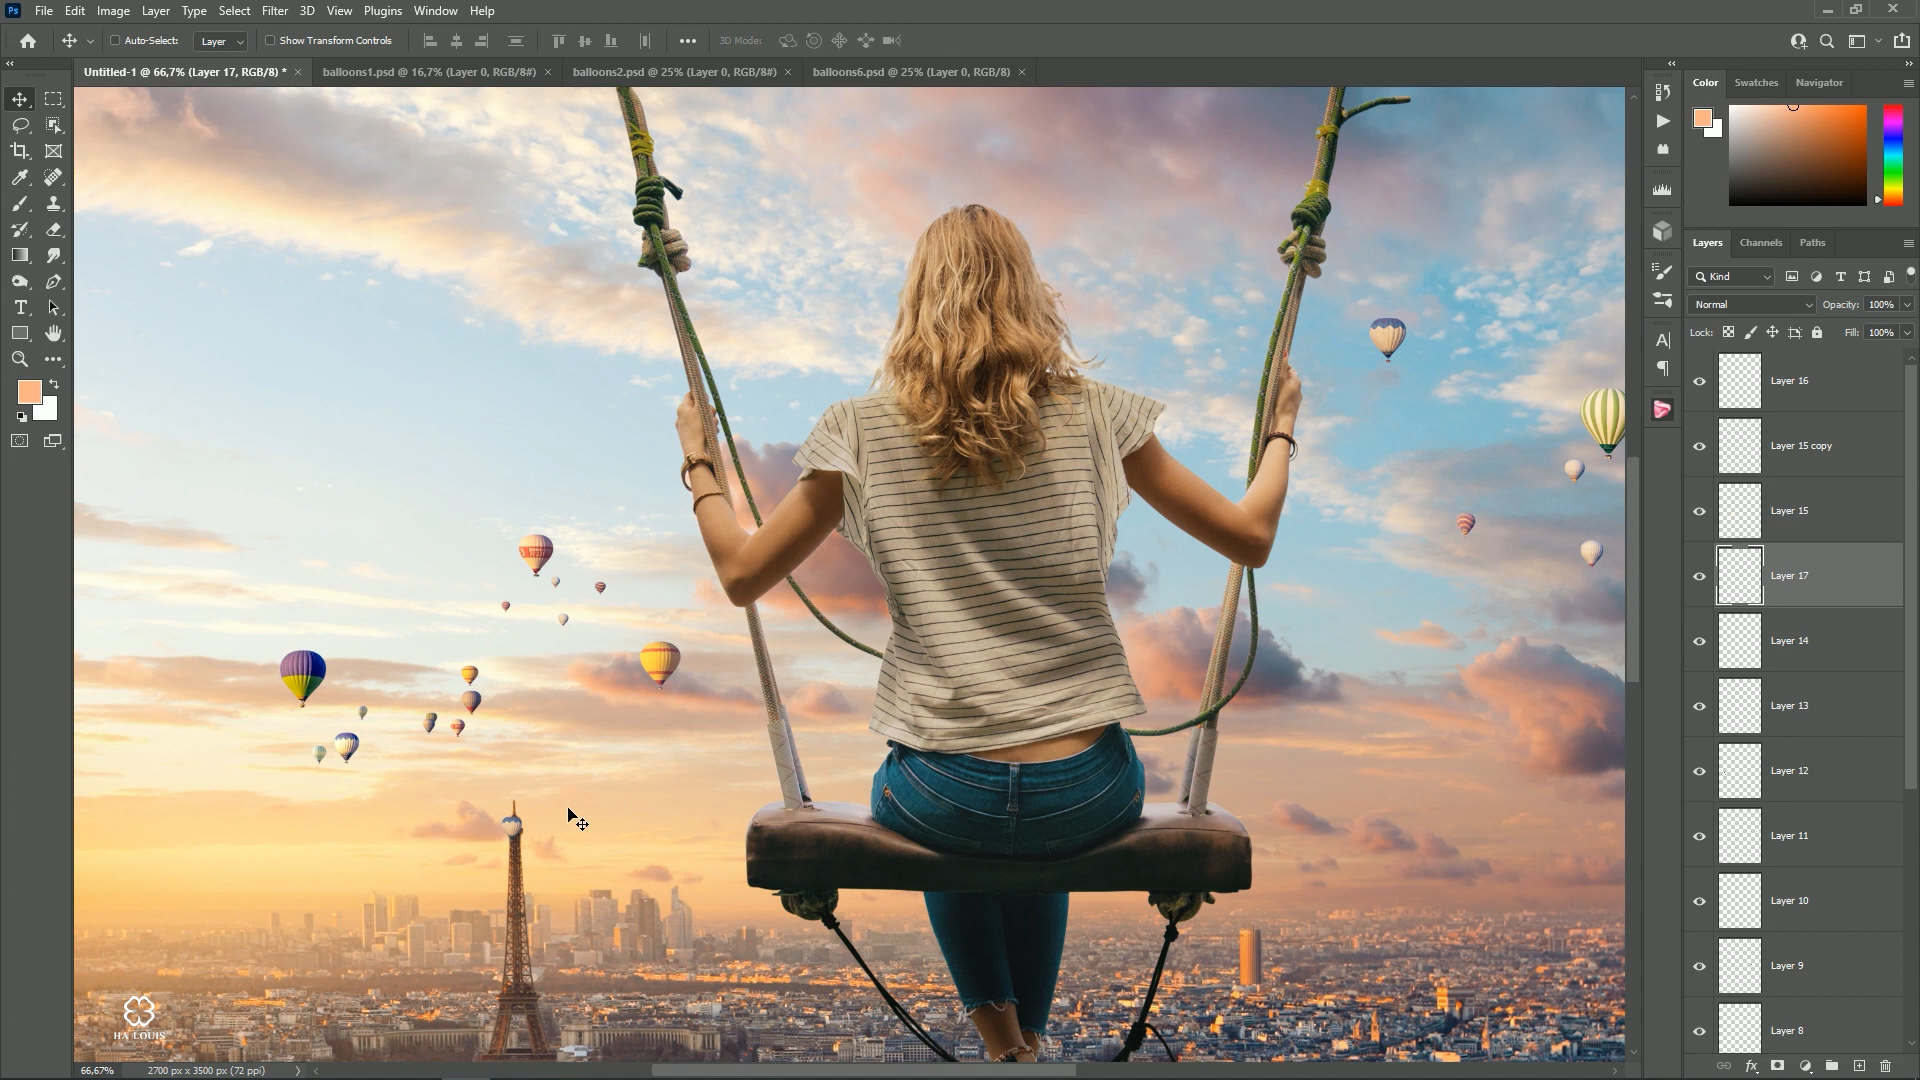 Ps File Edit Image Layer Type Select Filter 3D View Plugins Window Help
Auto-Select: Layer Show Transform Controls 3D Mode:
Untitled-1 @ 66,7% (Layer 17, RGB/8) * balloons1.psd @ 16,7% (Layer 0, RGB/8#) balloons2.psd @ 25% (Layer 0, RGB/8#) balloons6.psd @ 25% (Layer 0, RGB/8)
Color Swatches Navigator
Layers Channels Paths
Kind
Normal Opacity: 100%
Lock: Fill: 100%
Layer 16
Layer 15 copy
Layer 15
Layer 17
Layer 14
Layer 13
Layer 12
Layer 11
Layer 10
Layer 9
Layer 8
HA LOUIS
66,67% 2700 px x 3500 px (72 ppi)